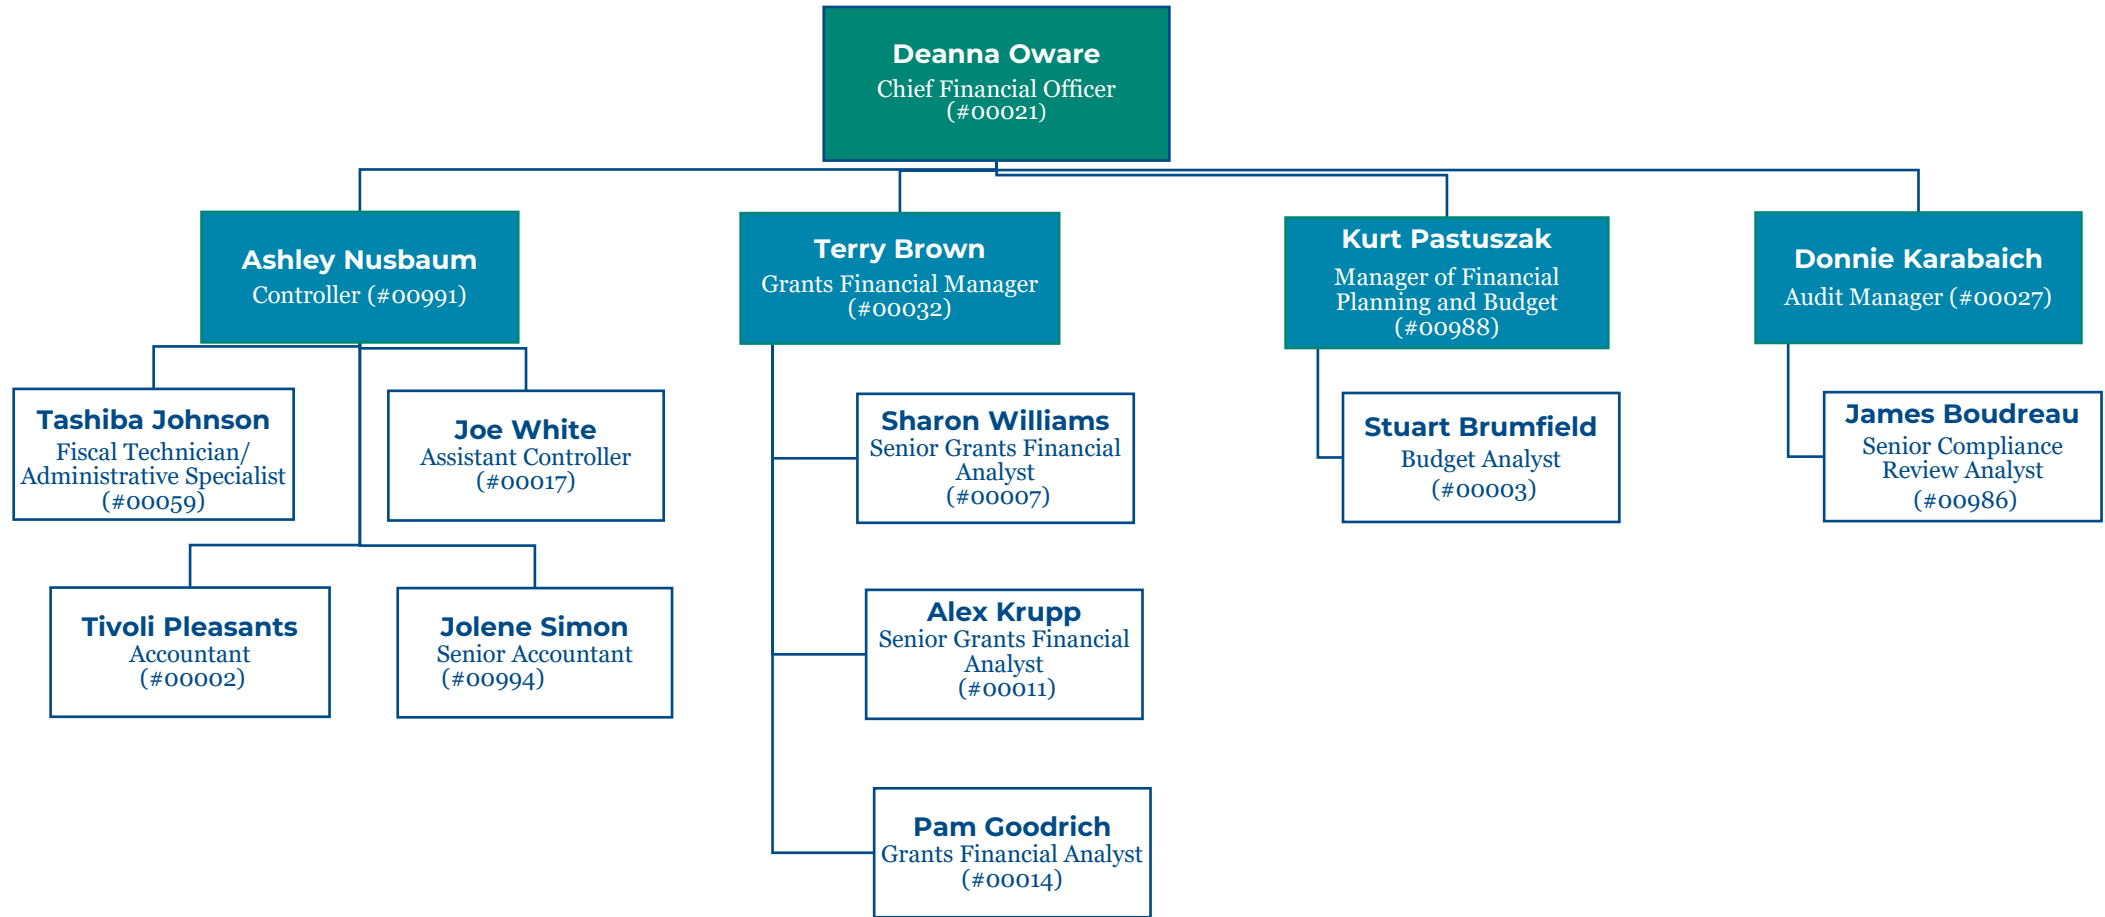 Deanna Oware
Chief Financial Officer
(#00021)
Ashley Nusbaum
Controller (#00991)
Terry Brown
Grants Financial Manager
(#00032)
Kurt Pastuszak
Manager of Financial
Planning and Budget
(#00988)
Donnie Karabaich
Audit Manager (#00027)
Tashiba Johnson
Fiscal Technician/
Administrative Specialist
(#00059)
Joe White
Assistant Controller
(#00017)
Sharon Williams
Senior Grants Financial
Analyst
(#00007)
Stuart Brumfield
Budget Analyst
(#00003)
James Boudreau
Senior Compliance
Review Analyst
(#00986)
Tivoli Pleasants
Accountant
(#00002)
Jolene Simon
Senior Accountant
(#00994)
Alex Krupp
Senior Grants Financial
Analyst
(#00011)
Pam Goodrich
Grants Financial Analyst
(#00014)